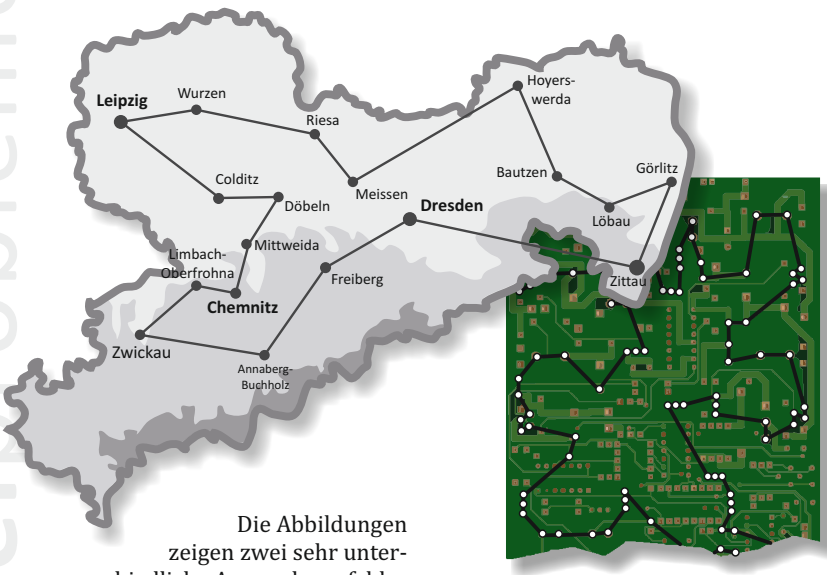 Hoyers-
werda
Leipzig
Wurzen
Riesa
Bautzen
Görlitz
Colditz
Meissen
Döbeln
Dresden
Löbau
Mittweida
Limbach-
Oberfrohna
Freiberg
Zittau
Chemnitz
Zwickau
Annaberg-
Buchholz
Die Abbildungen
zeigen zwei sehr unter-